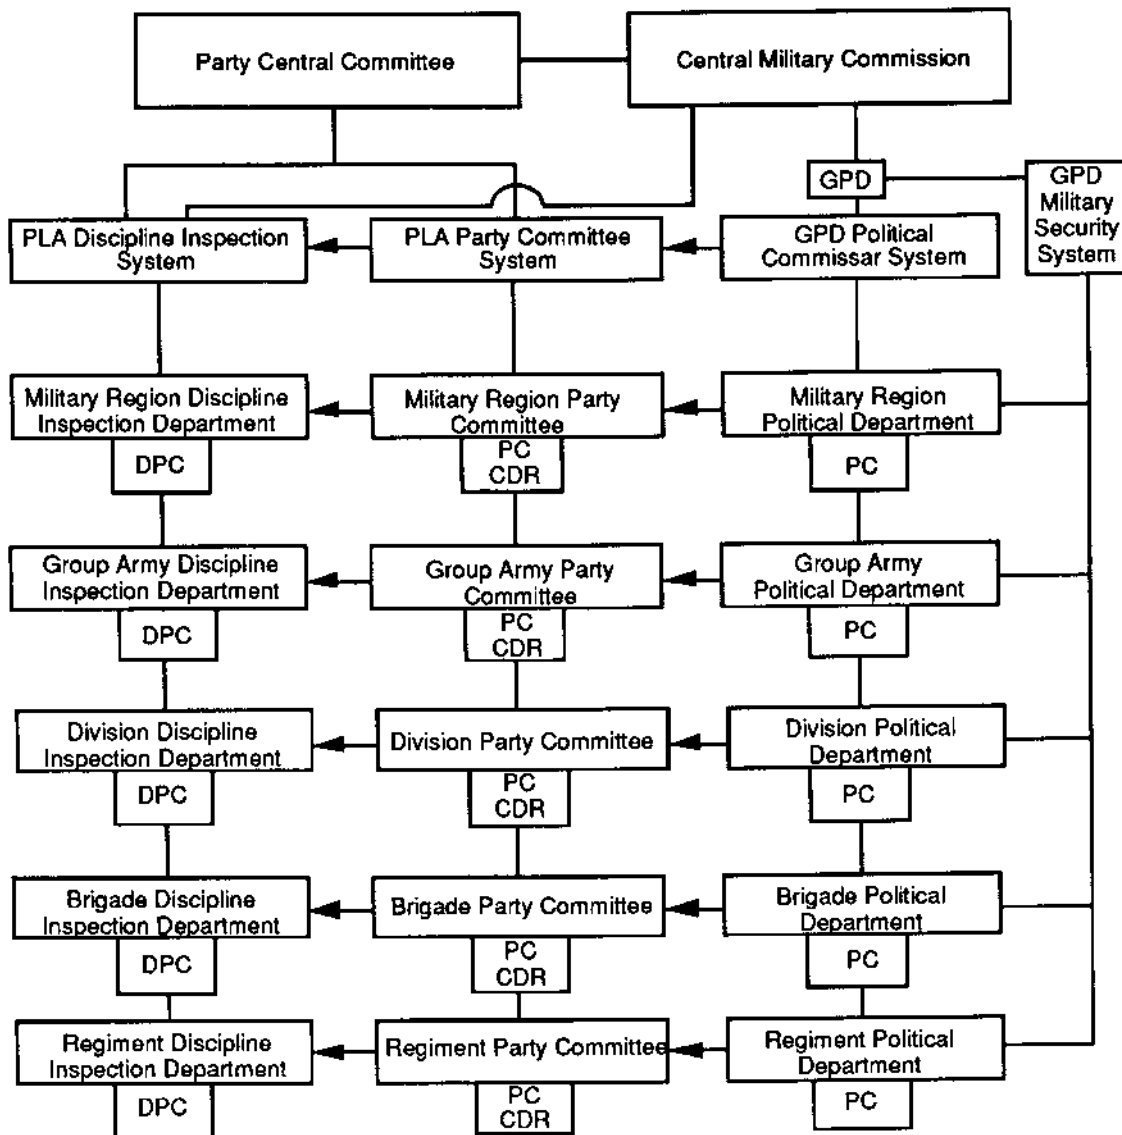 Party Central Committee
Central Military Commission
GPD
GPD
Military
Security
System
PLA Discipline Inspection
System
PLA Party Committee
System
GPD Political
Commissar System
Military Region Discipline
Inspection Department
DPC
Military Region Party
Committee
PC
CDR
Military Region
Political Department
PC
Group Army Discipline
Inspection Department
DPC
Group Army Party
Committee
PC
CDR
Group Army
Political Department
PC
Division Discipline
Inspection Department
DPC
Division Party Committee
PC
CDR
Division Political
Department
PC
Brigade Discipline
Inspection Department
DPC
Brigade Party Committee
PC
CDR
Brigade Political
Department
PC
Regiment Discipline
Inspection Department
DPC
Regiment Party Committee
PC
CDR
Regiment Political
Department
PC